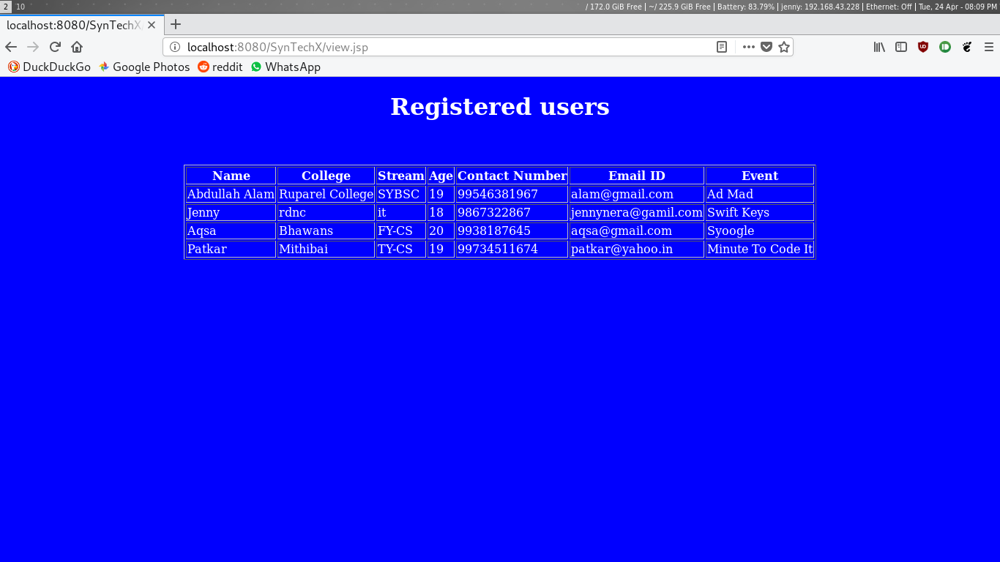 2 10 / 172.0 GiB Free | ~/ 225.9 GiB Free | Battery: 83.79% | jenny: 192.168.43.228 | Ethernet: Off | Tue, 24 Apr - 08:09 PM
localhost:8080/SynTechX/
localhost:8080/SynTechX/view.jsp
DuckDuckGo Google Photos reddit WhatsApp
Registered users
Name College Stream Age Contact Number Email ID Event
Abdullah Alam Ruparel College SYBSC 19 99546381967 alam@gmail.com Ad Mad
Jenny rdnc it 18 9867322867 jennynera@gamil.com Swift Keys
Aqsa Bhawans FY-CS 20 9938187645 aqsa@gmail.com Syoogle
Patkar Mithibai TY-CS 19 99734511674 patkar@yahoo.in Minute To Code It